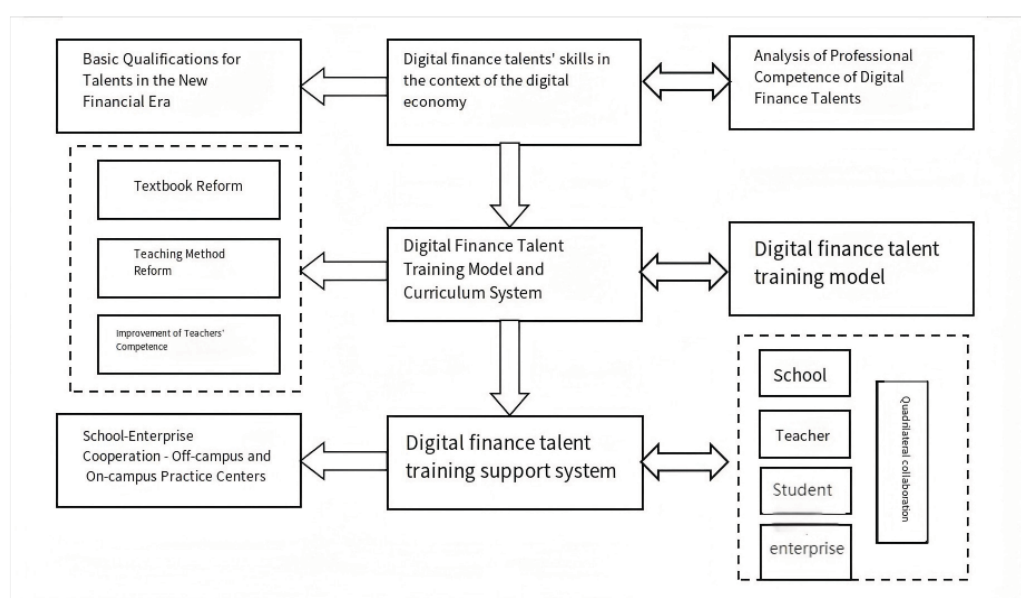 Basic Qualifications for
Talents in the New
Financial Era
Digital finance talents' skills in
in the context of the digital
economy
Analysis of Professional
Competence of Digital
Finance Talents
Textbook Reform
Teaching Method
Reform
Improvement of Teachers'
Competence
Digital Finance Talent
Training Model and
Curriculum System
Digital finance talent
training model
School-Enterprise
Cooperation - Off-campus and
On-campus Practice Centers
Digital finance talent
training support system
School
Teacher
Student
enterprise
Quadrilateral collaboration